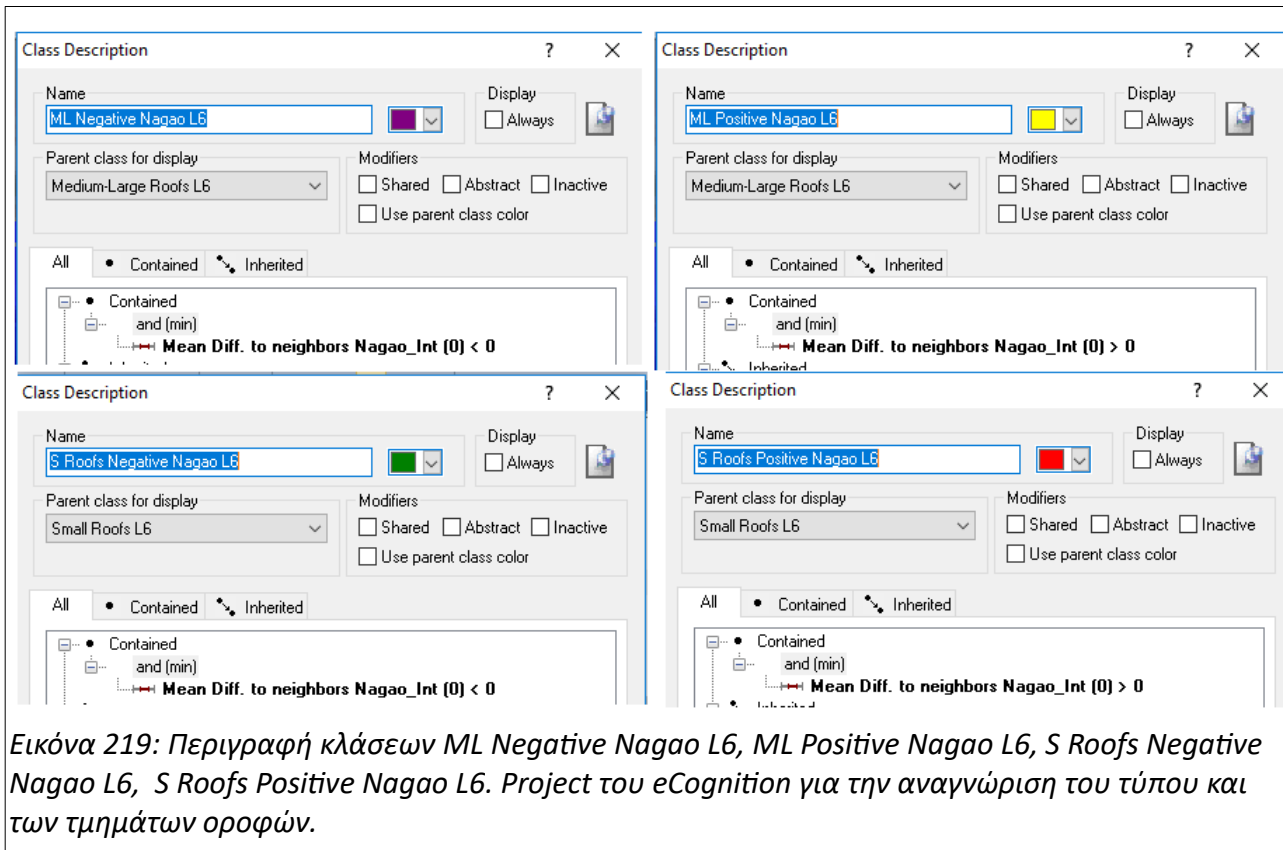 Class Description ? ×
Name
ML Negative Nagao L6
Display
Always
Parent class for display
Medium-Large Roofs L6
Modifiers
Shared Abstract Inactive
Use parent class color
All Contained Inherited
Contained
and (min)
Mean Diff. to neighbors Nagao_Int (0) < 0
Class Description ? ×
Name
ML Positive Nagao L6
Display
Always
Parent class for display
Medium-Large Roofs L6
Modifiers
Shared Abstract Inactive
Use parent class color
All Contained Inherited
Contained
and (min)
Mean Diff. to neighbors Nagao_Int (0) > 0
Inherited
Class Description ? ×
Name
S Roofs Negative Nagao L6
Display
Always
Parent class for display
Small Roofs L6
Modifiers
Shared Abstract Inactive
Use parent class color
All Contained Inherited
Contained
and (min)
Mean Diff. to neighbors Nagao_Int (0) < 0
Class Description ? ×
Name
S Roofs Positive Nagao L6
Display
Always
Parent class for display
Small Roofs L6
Modifiers
Shared Abstract Inactive
Use parent class color
All Contained Inherited
Contained
and (min)
Mean Diff. to neighbors Nagao_Int (0) > 0
Εικόνα 219: Περιγραφή κλάσεων ML Negative Nagao L6, ML Positive Nagao L6, S Roofs Negative
Nagao L6, S Roofs Positive Nagao L6. Project του eCognition για την αναγνώριση του τύπου και
των τμημάτων οροφών.